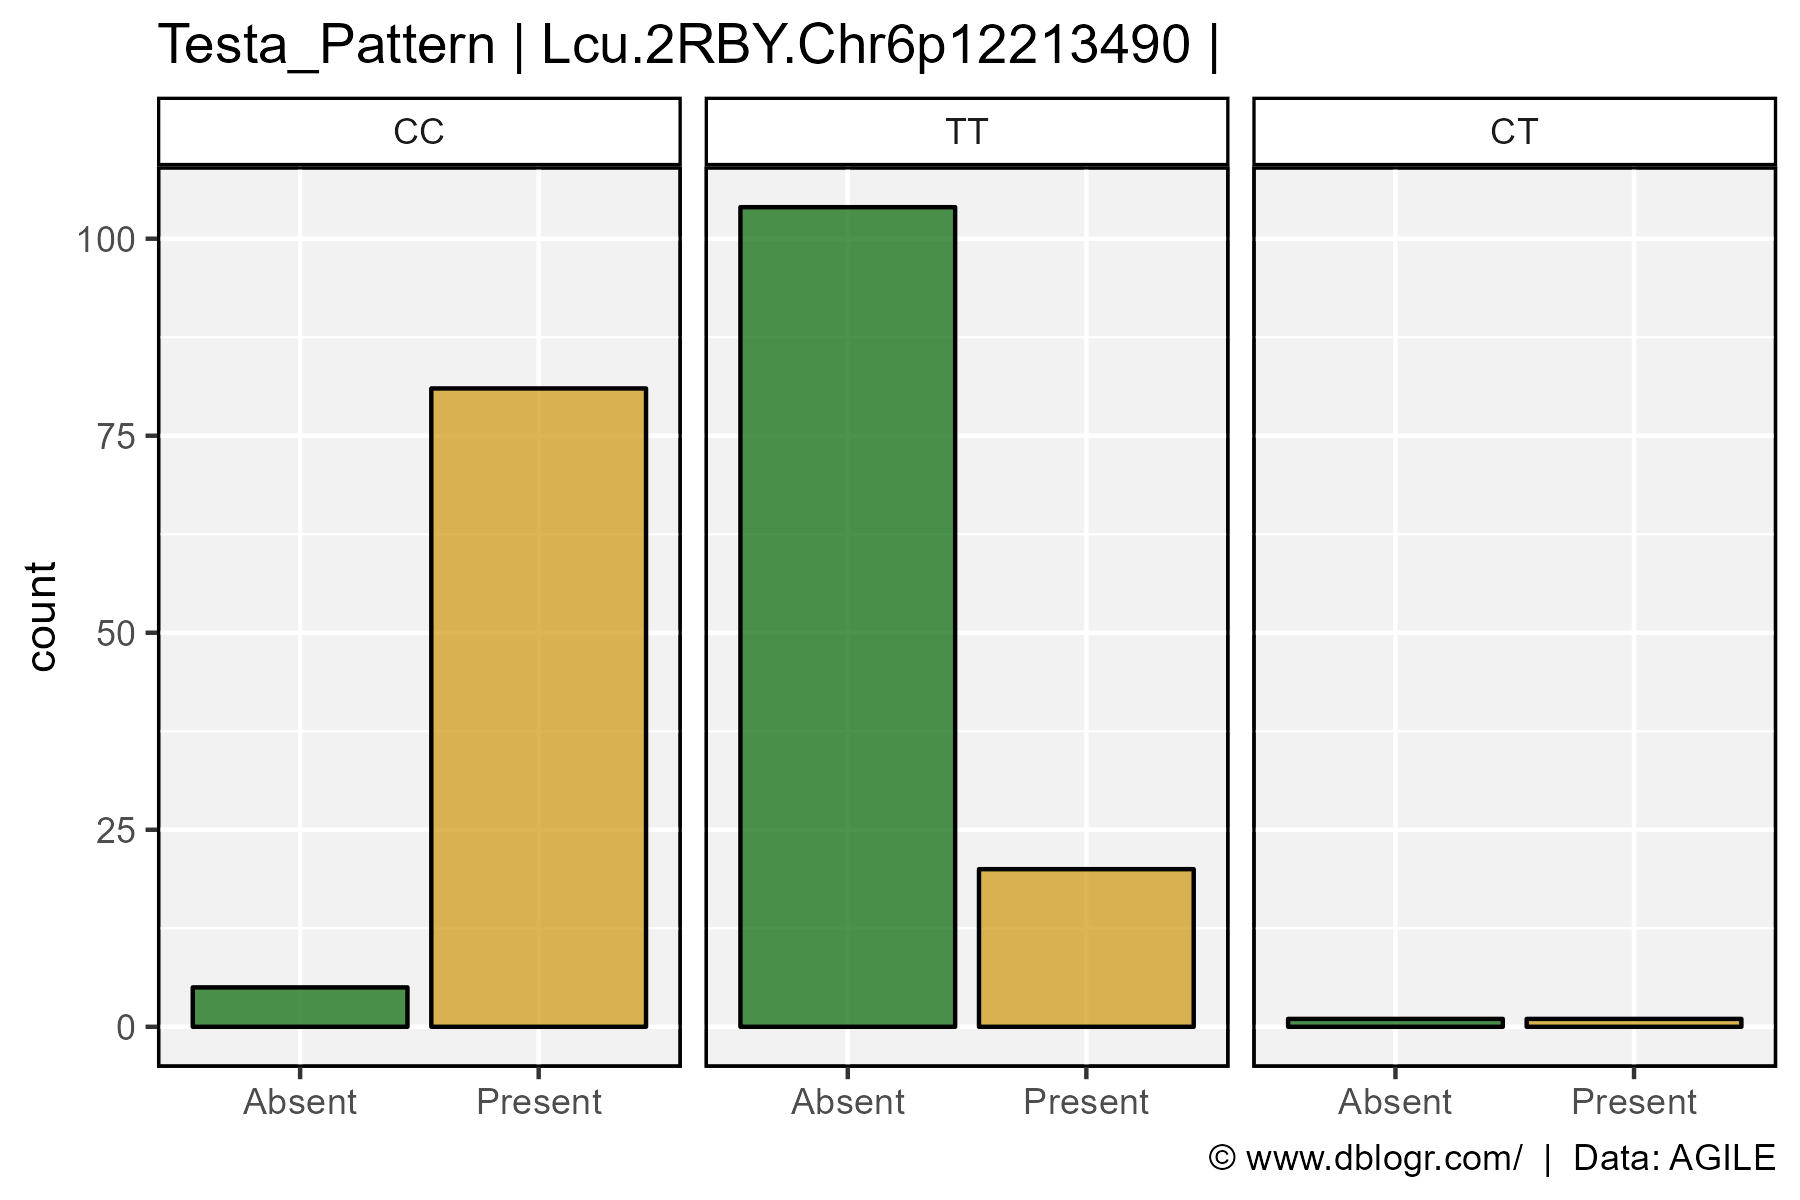 Testa_Pattern | Lcu.2RBY.Chr6p12213490 |
CC TT CT
100
75
50
25
0
count
Absent Present Absent Present Absent Present
© www.dblogr.com/ | Data: AGILE